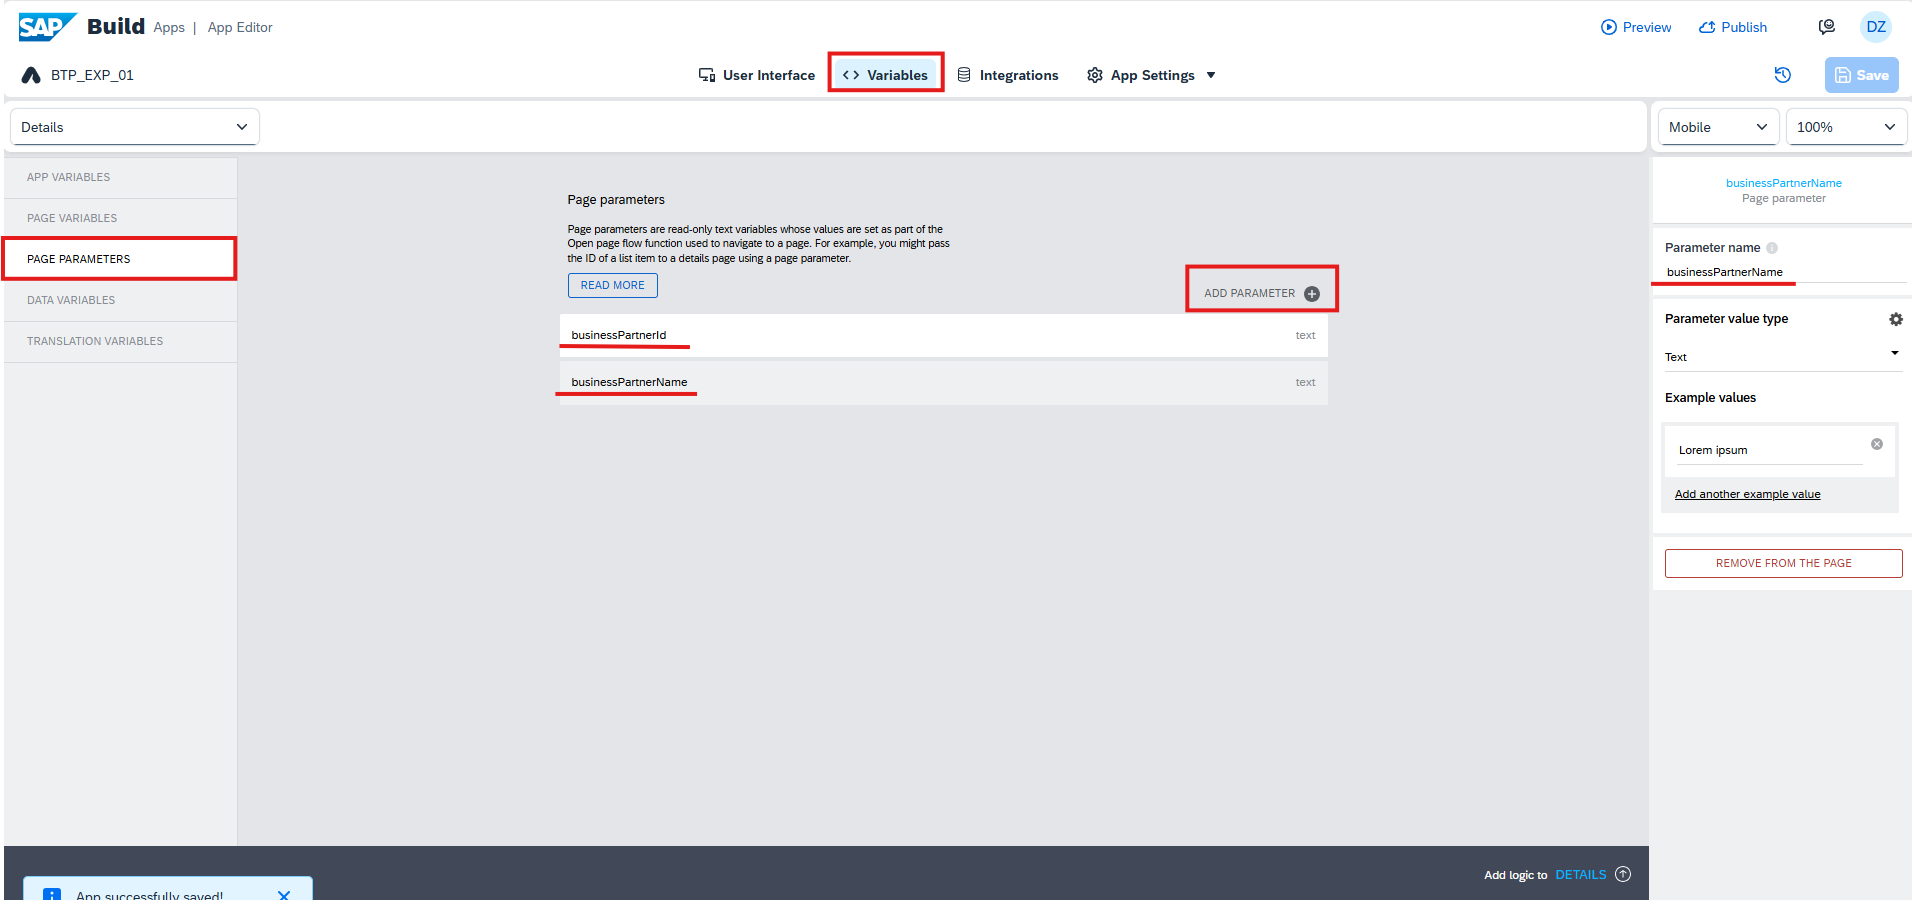 SAP Build Apps | App Editor
Preview
Publish
DZ
BTP_EXP_01
User Interface
<> Variables
Integrations
App Settings
Save
Details
Mobile
100%
APP VARIABLES
PAGE VARIABLES
PAGE PARAMETERS
DATA VARIABLES
TRANSLATION VARIABLES
Page parameters
Page parameters are read-only text variables whose values are set as part of the
Open page flow function used to navigate to a page. For example, you might pass
the ID of a list item to a details page using a page parameter.
READ MORE
ADD PARAMETER
businessPartnerId text
businessPartnerName text
businessPartnerName
Page parameter
Parameter name
businessPartnerName
Parameter value type
Text
Example values
Lorem ipsum
Add another example value
REMOVE FROM THE PAGE
Add logic to DETAILS
App successfully saved!